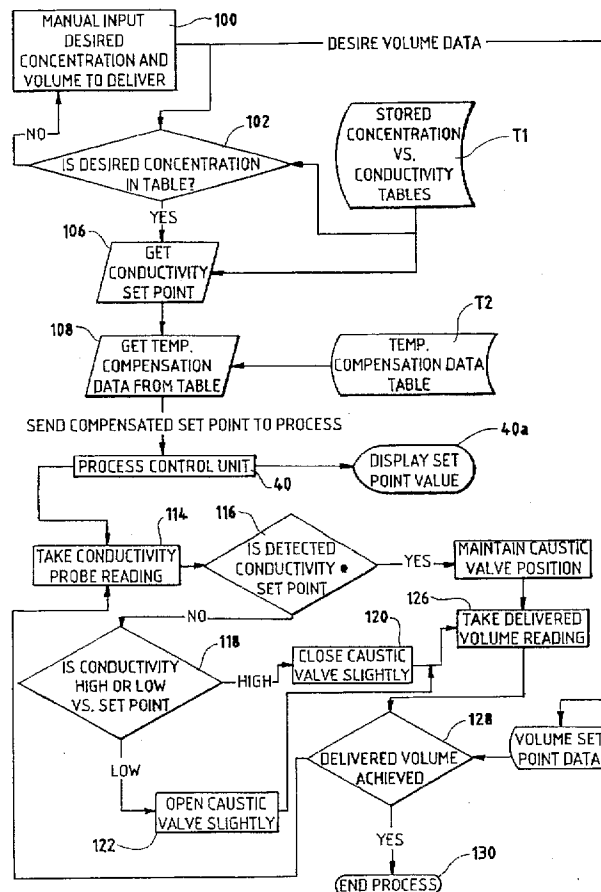 MANUAL INPUT
DESIRED
CONCENTRATION AND
VOLUME TO DELIVER
100
DESIRE VOLUME DATA
NO
102
IS DESIRED CONCENTRATION
IN TABLE?
STORED
CONCENTRATION
VS.
CONDUCTIVITY
TABLES
T1
YES
106
GET
CONDUCTIVITY
SET POINT
108
GET TEMP.
COMPENSATION
DATA FROM TABLE
T2
TEMP.
COMPENSATION DATA
TABLE
SEND COMPENSATED SET POINT TO PROCESS
PROCESS CONTROL UNIT
40
40a
DISPLAY SET
POINT VALUE
114
TAKE CONDUCTIVITY
PROBE READING
116
IS DETECTED
CONDUCTIVITY
SET POINT
YES
MAINTAIN CAUSTIC
VALVE POSITION
NO
118
IS CONDUCTIVITY
HIGH OR LOW
VS. SET POINT
HIGH
120
CLOSE CAUSTIC
VALVE SLIGHTLY
126
TAKE DELIVERED
VOLUME READING
LOW
OPEN CAUSTIC
VALVE SLIGHTLY
122
128
DELIVERED VOLUME
ACHIEVED
VOLUME SET
POINT DATA
YES
130
END PROCESS